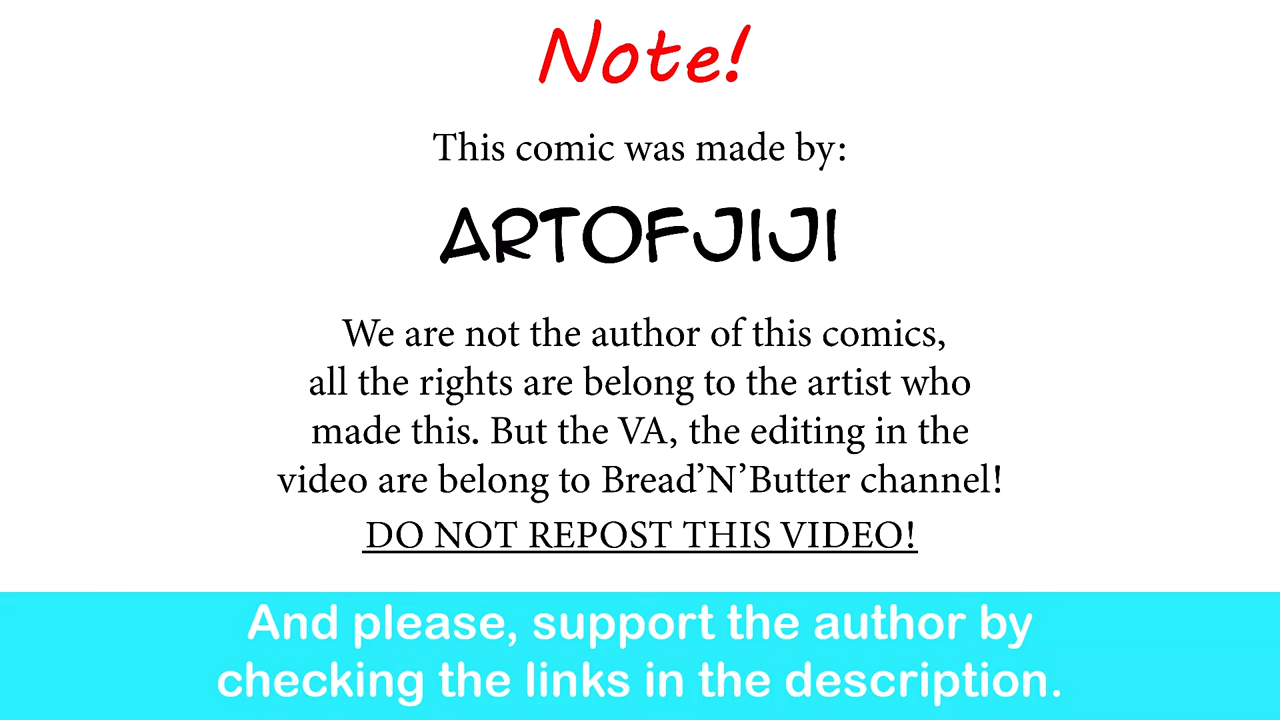 Note!
This comic was made by:
ARTOFJIJI
We are not the author of this comics,
all the rights are belong to the artist who
made this. But the VA, the editing in the
video are belong to Bread’N’Butter channel!
DO NOT REPOST THIS VIDEO!
And please, support the author by
checking the links in the description.